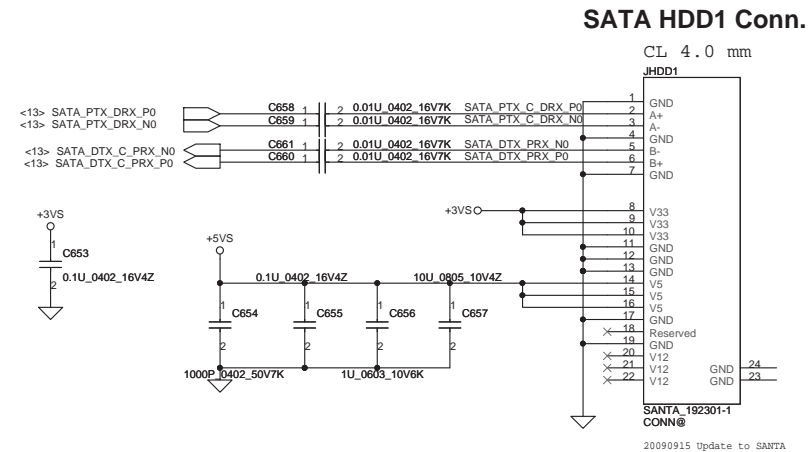 SATA HDD1 Conn.
CL 4.0 mm
JHDD1
<13> SATA_PTX_DRX_P0
<13> SATA_PTX_DRX_N0
C658 1 2 0.01U_0402_16V7K SATA_PTX_C_DRX_P0
C659 1 2 0.01U_0402_16V7K SATA_PTX_C_DRX_N0
<13> SATA_DTX_C_PRX_N0
<13> SATA_DTX_C_PRX_P0
C661 1 2 0.01U_0402_16V7K SATA_DTX_PRX_N0
C660 1 2 0.01U_0402_16V7K SATA_DTX_PRX_P0
1 GND
2 A+
3 A-
4 GND
5 B-
6 B+
7 GND
+3VS
8 V33
9 V33
10 V33
11 GND
12 GND
13 GND
14 V5
15 V5
16 V5
17 GND
18 Reserved
19 GND
20 V12
21 V12 GND 24
22 V12 GND 23
+3VS
1
C653
0.1U_0402_16V4Z
2
+5VS
0.1U_0402_16V4Z
10U_0805_10V4Z
1 C654
1 C655
1 C656
1 C657
2
2
2
2
1000P_0402_50V7K
1U_0603_10V6K
SANTA_192301-1
CONN@
20090915 Update to SANTA